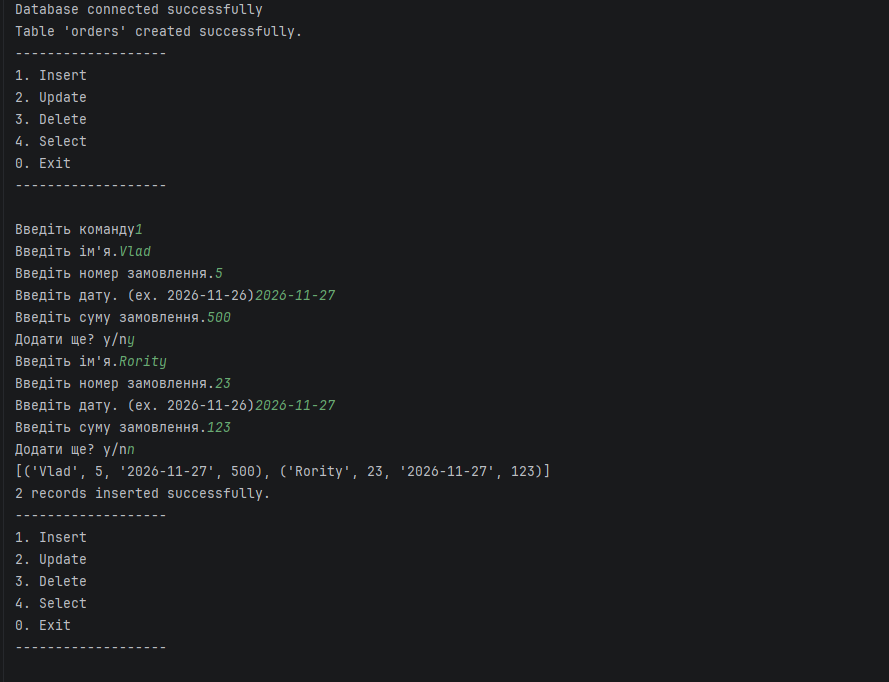 Database connected successfully
Table 'orders' created successfully.
-------------------
1. Insert
2. Update
3. Delete
4. Select
0. Exit
-------------------
Введіть команду1
Введіть ім'я.Vlad
Введіть номер замовлення.5
Введіть дату. (ex. 2026-11-26)2026-11-27
Введіть суму замовлення.500
Додати ще? y/ny
Введіть ім'я.Rority
Введіть номер замовлення.23
Введіть дату. (ex. 2026-11-26)2026-11-27
Введіть суму замовлення.123
Додати ще? y/nn
[('Vlad', 5, '2026-11-27', 500), ('Rority', 23, '2026-11-27', 123)]
2 records inserted successfully.
-------------------
1. Insert
2. Update
3. Delete
4. Select
0. Exit
-------------------